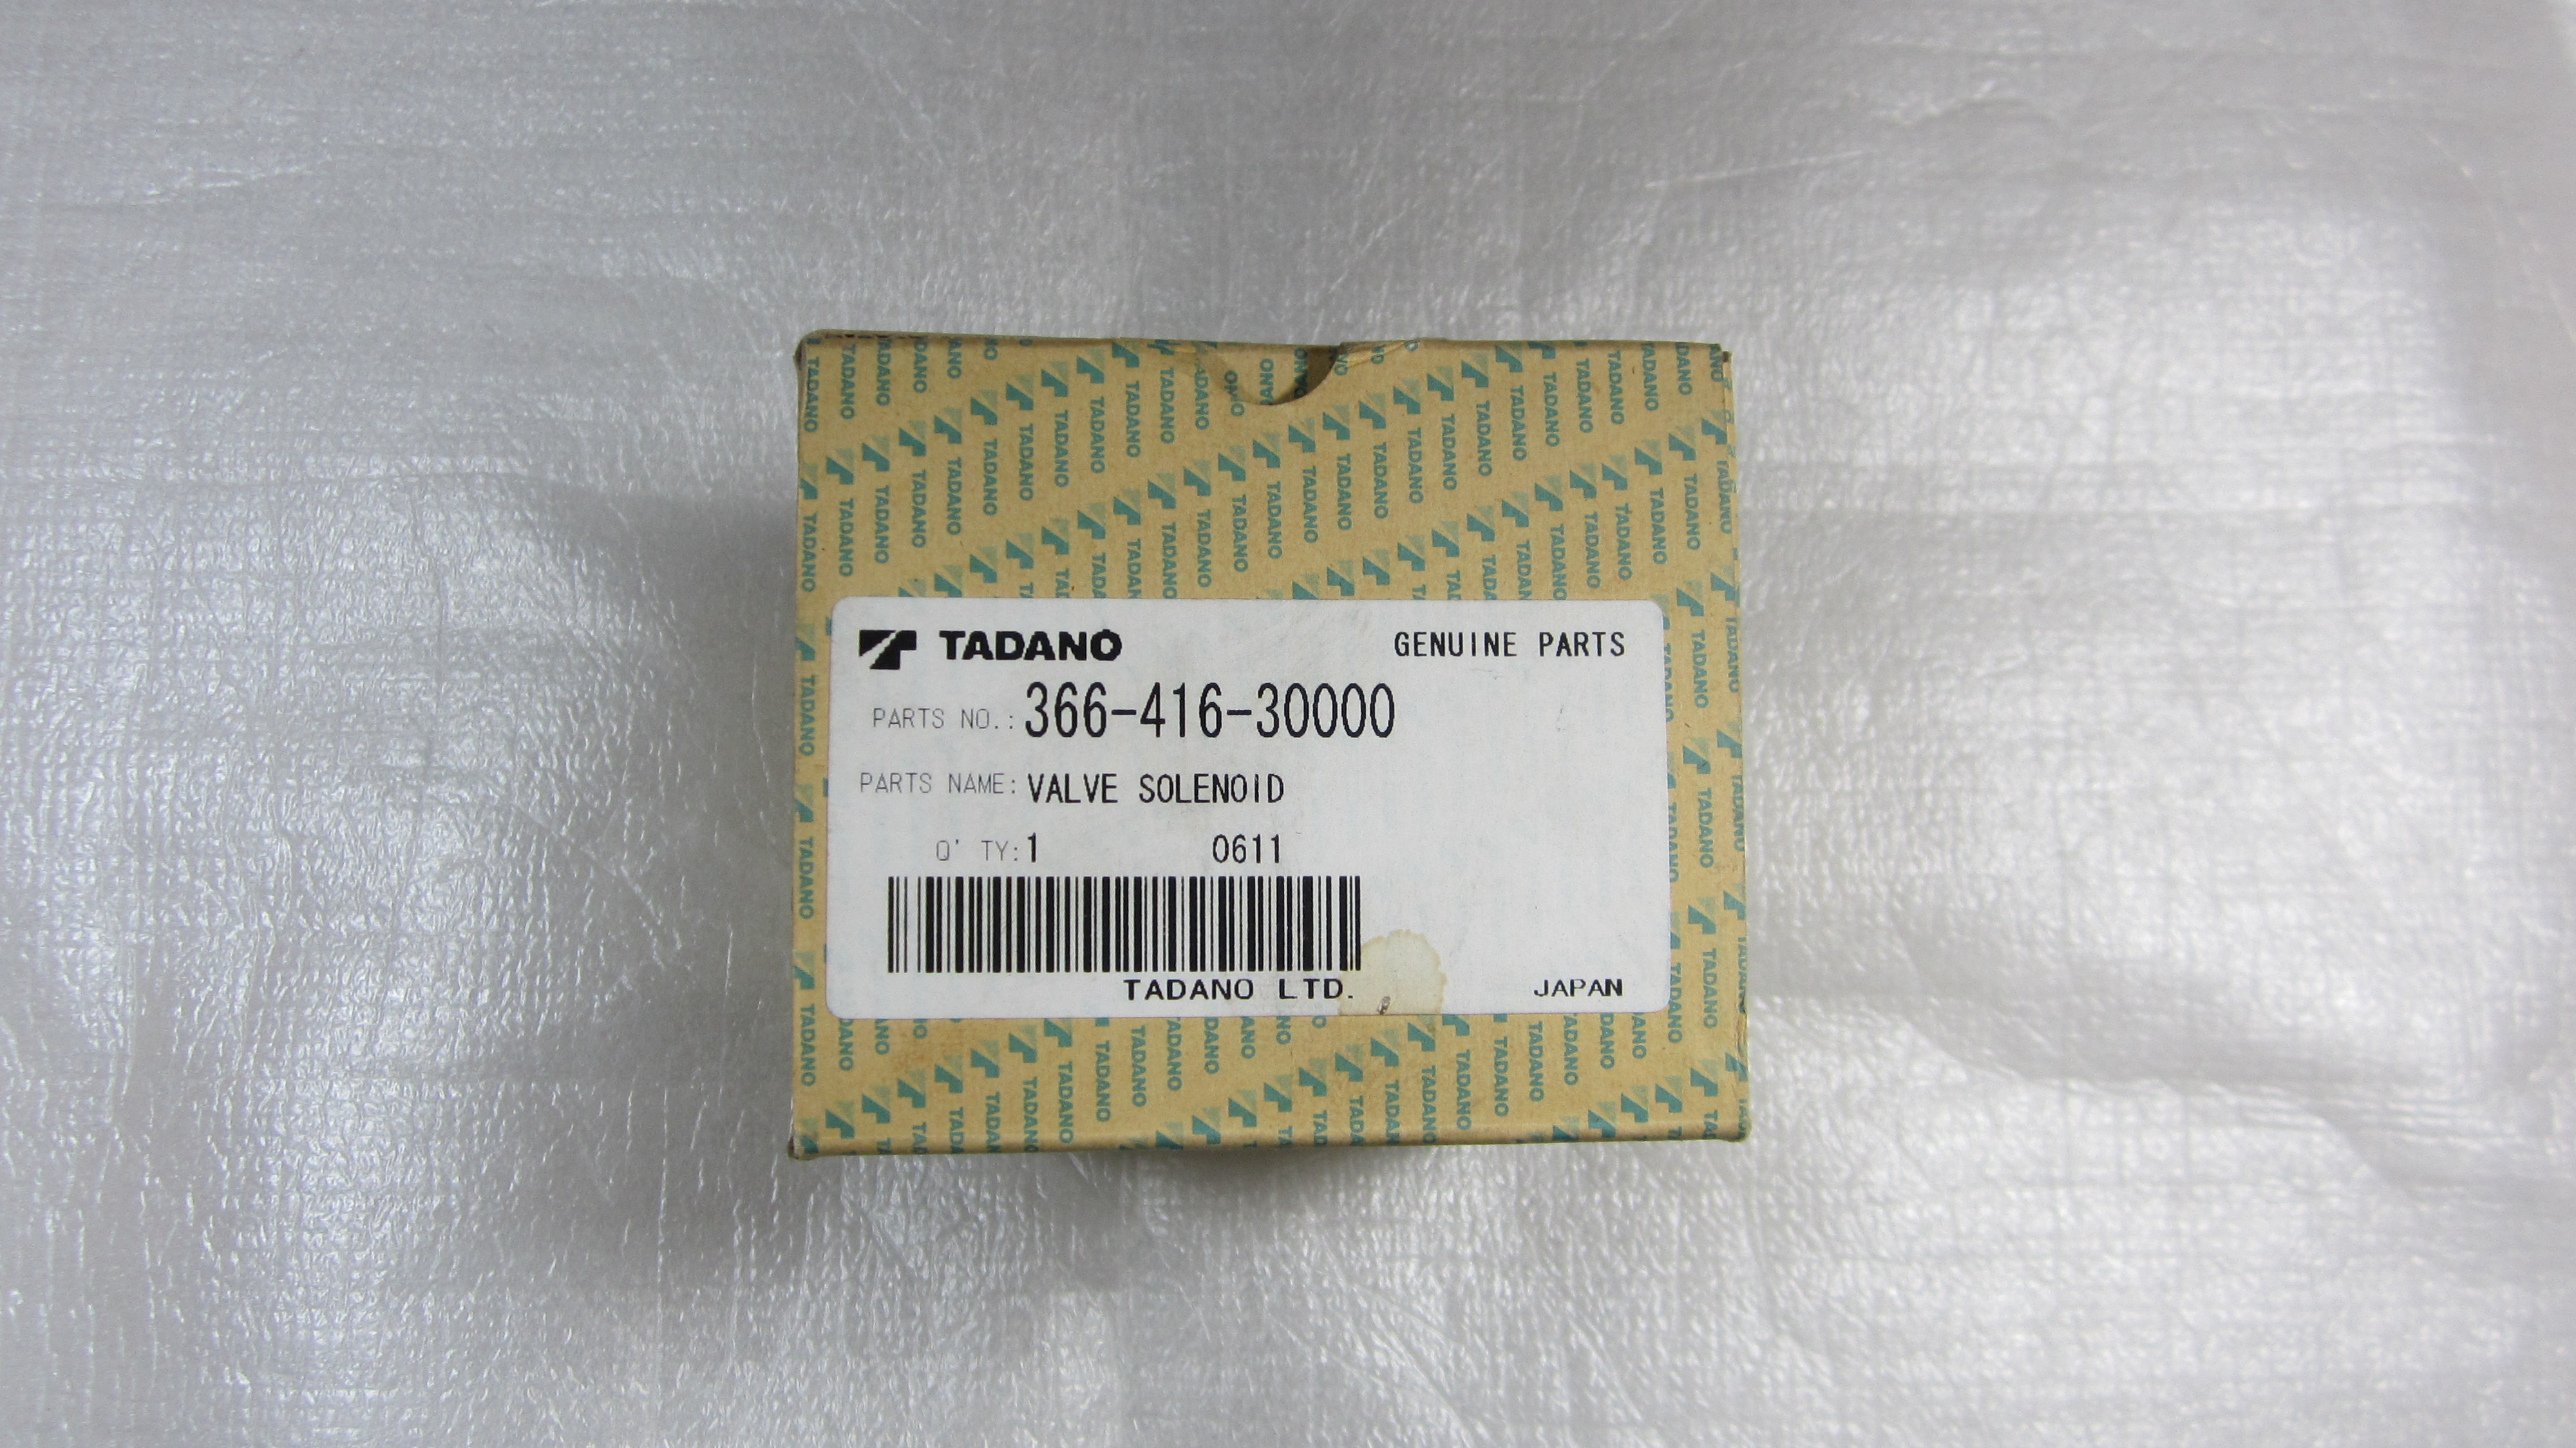 TADANO GENUINE PARTS
PARTS NO.: 366-416-30000
PARTS NAME: VALVE SOLENOID
Q' TY: 1 0611
TADANO LTD. JAPAN